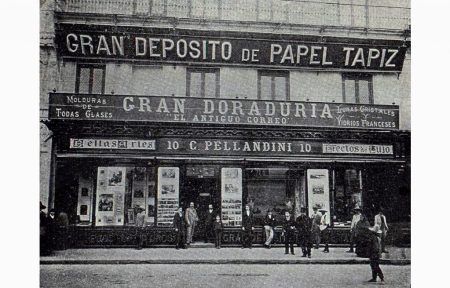 GRAN DEPOSITO DE PAPEL TAPIZ
MOLDURAS
DE
TODAS CLASES
GRAN DORADURIA
"EL ANTIGUO CORREO"
LUNAS CRISTALES
Y
VIDRIOS FRANCESES
Bellas Artes
10 C. PELLANDINI 10
Efectos de Lujo
GRAN